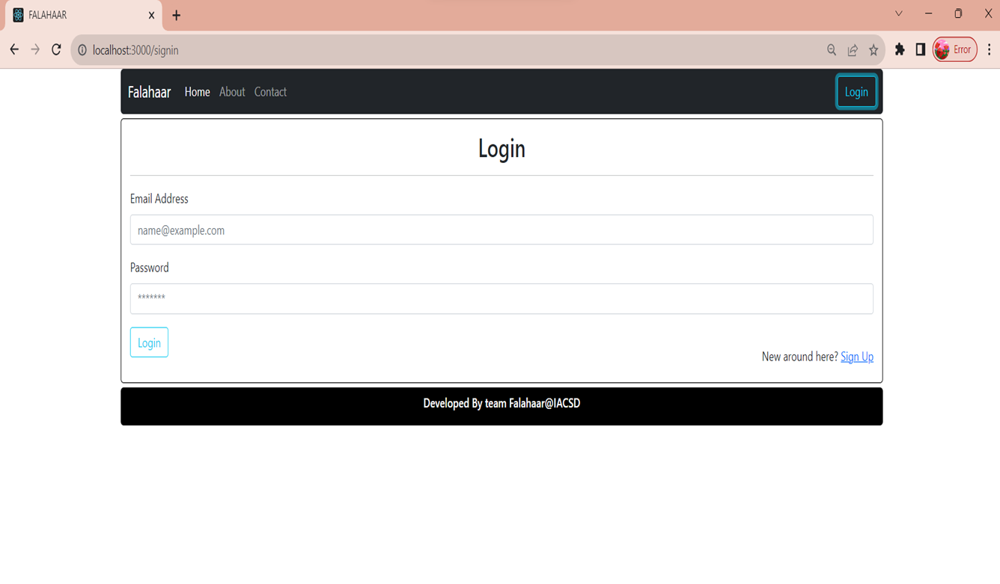 FALAHAAR
localhost:3000/signin
Error
Falahaar Home About Contact Login
Login
Email Address
name@example.com
Password
*******
Login
New around here? Sign Up
Developed By team Falahaar@IACSD